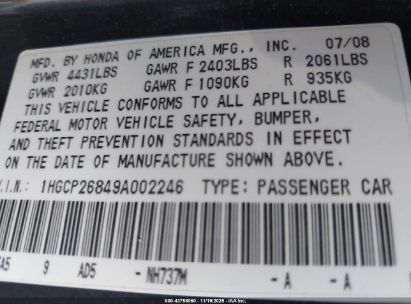 MFD. BY HONDA OF AMERICA MFG., INC. 07/08
GVWR 4431LBS GAWR F 2403LBS R 2061LBS
GVWR 2010KG GAWR F 1090KG R 935KG
THIS VEHICLE CONFORMS TO ALL APPLICABLE
FEDERAL MOTOR VEHICLE SAFETY, BUMPER,
AND THEFT PREVENTION STANDARDS IN EFFECT
ON THE DATE OF MANUFACTURE SHOWN ABOVE.
V.I.N.: 1HGCP26849A002246 TYPE: PASSENGER CAR
TA5 9 AD5 - NH737M -A -A